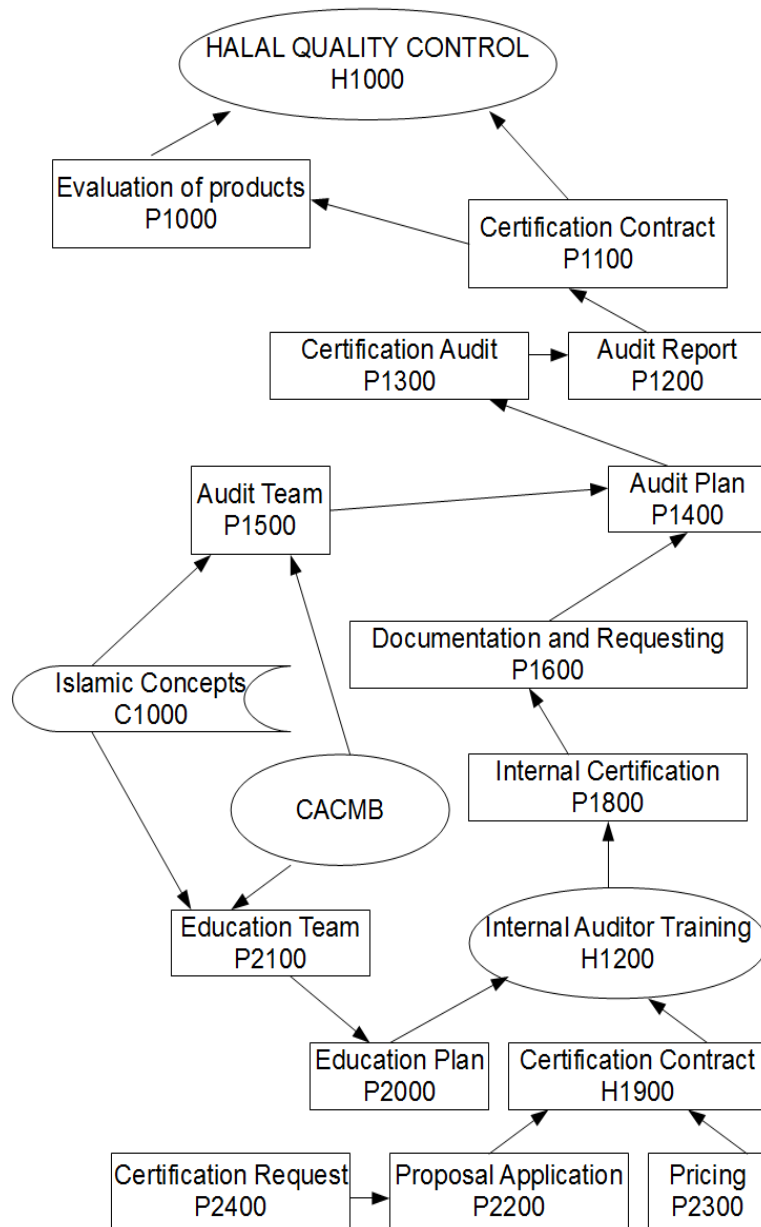 HALAL QUALITY CONTROL
H1000
Evaluation of products
P1000
Certification Contract
P1100
Certification Audit
P1300
Audit Report
P1200
Audit Team
P1500
Audit Plan
P1400
Documentation and Requesting
P1600
Islamic Concepts
C1000
Internal Certification
P1800
CACMB
Education Team
P2100
Internal Auditor Training
H1200
Education Plan
P2000
Certification Contract
H1900
Certification Request
P2400
Proposal Application
P2200
Pricing
P2300